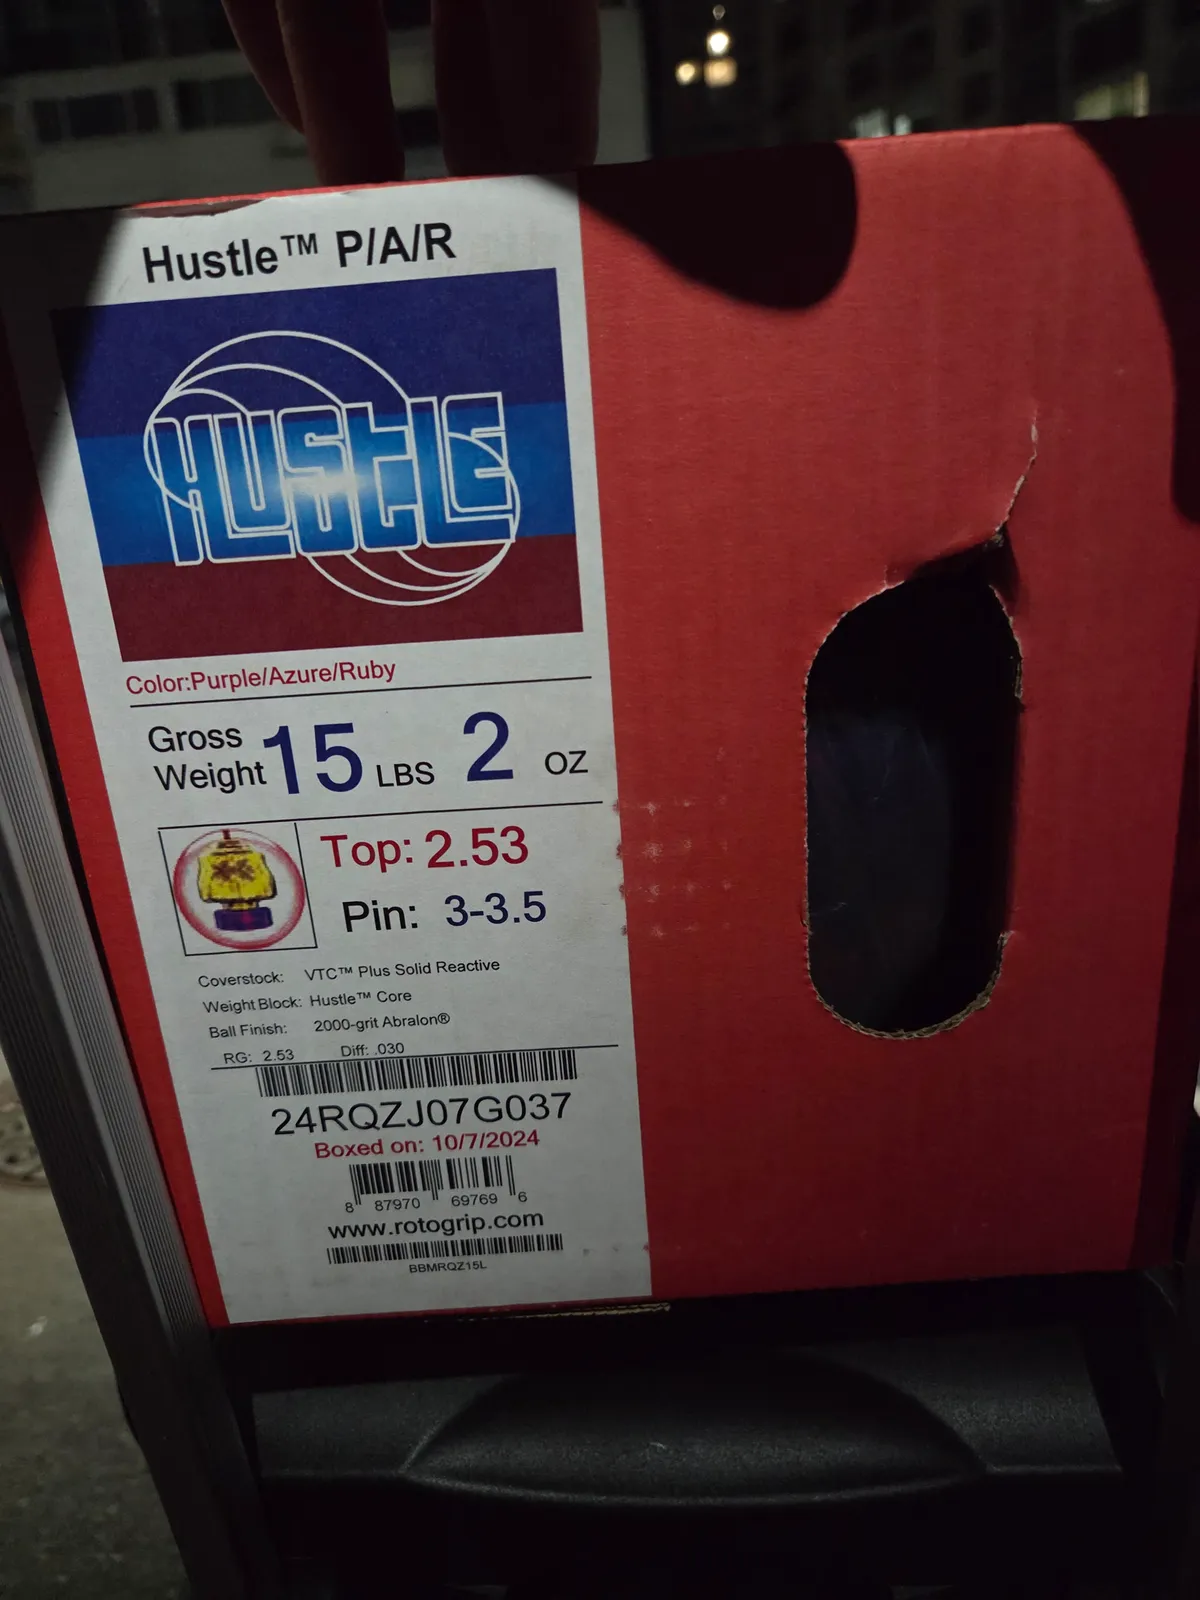 Hustle™ P/A/R
HUSTLE
Color:Purple/Azure/Ruby
Gross Weight 15 LBS 2 OZ
Top: 2.53
Pin: 3-3.5
Coverstock: VTC™ Plus Solid Reactive
Weight Block: Hustle™ Core
Ball Finish: 2000-grit Abralon®
RG: 2.53 Diff: .030
24RQZJ07G037
Boxed on: 10/7/2024
8 87970 69769 6
www.rotogrip.com
BBMRQZ15L